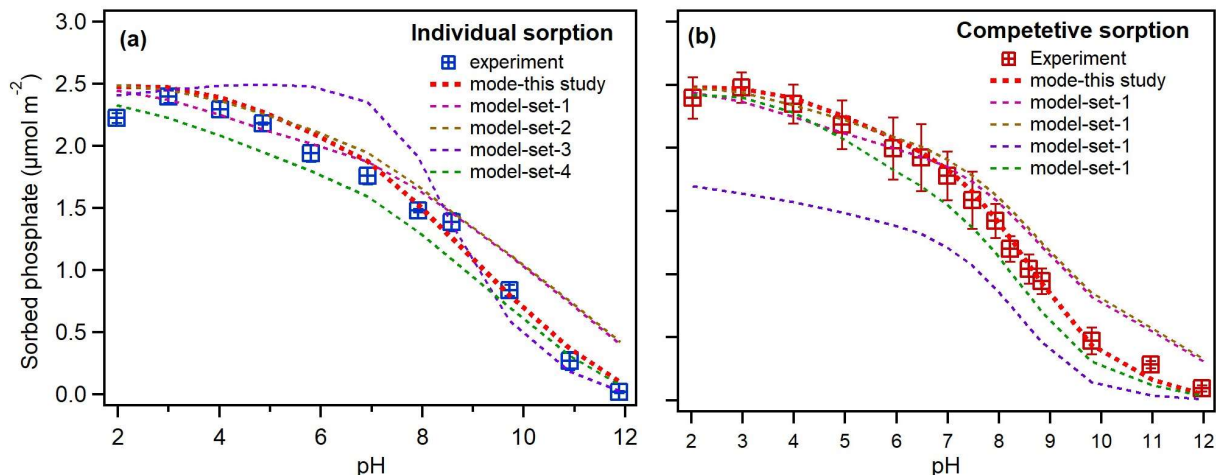 Sorbed phosphate (µmol m⁻²)
3.0
2.5
2.0
1.5
1.0
0.5
0.0
(a)
Individual sorption
experiment
mode-this study
model-set-1
model-set-2
model-set-3
model-set-4
2 4 6 8 10 12
pH
(b)
Competetive sorption
Experiment
mode-this study
model-set-1
model-set-1
model-set-1
model-set-1
2 3 4 5 6 7 8 9 10 11 12
pH